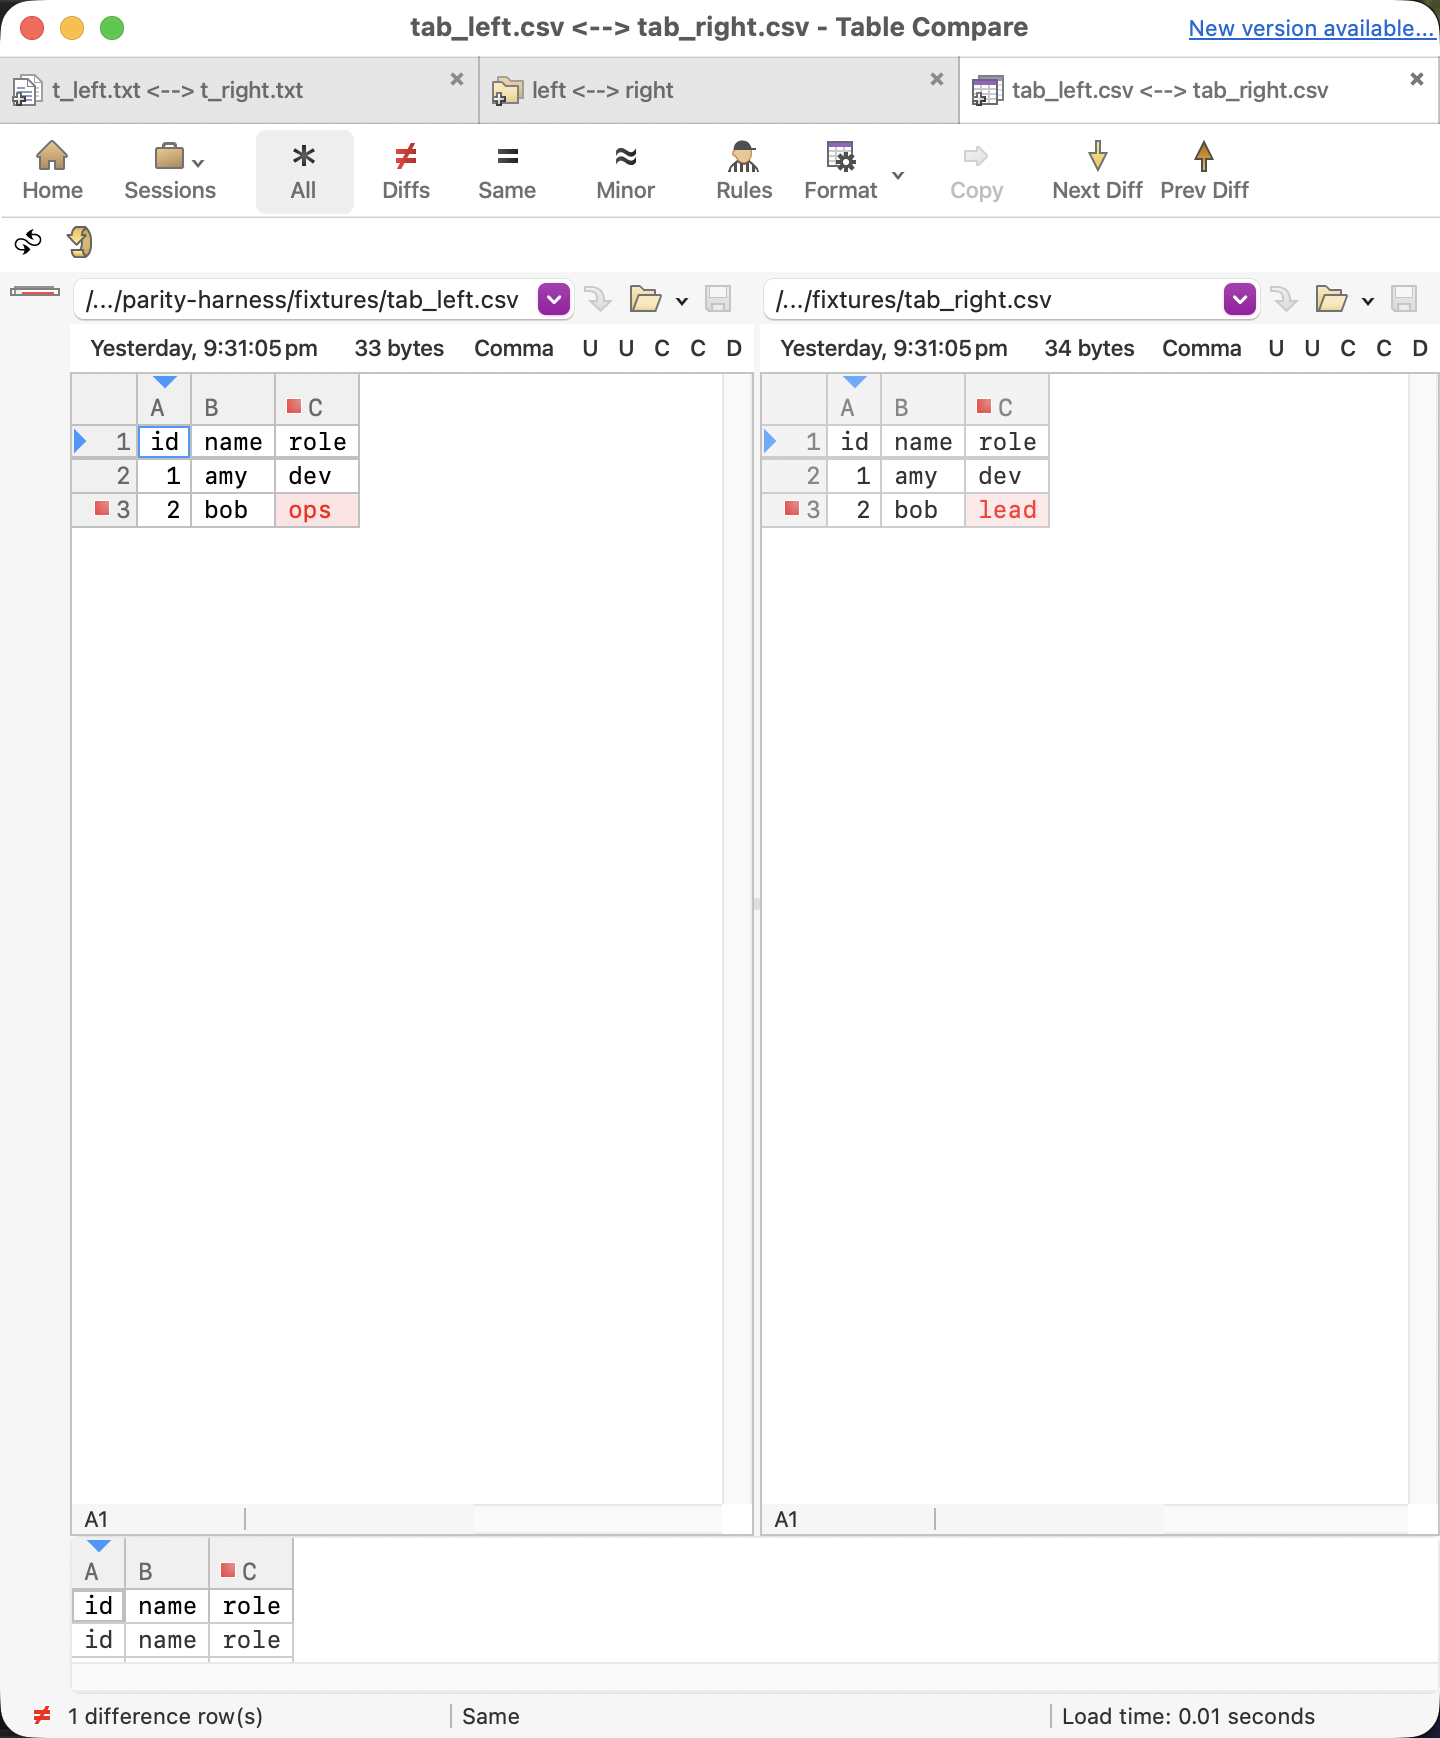 tab_left.csv <--> tab_right.csv - Table Compare
New version available...
t_left.txt <--> t_right.txt
left <--> right
tab_left.csv <--> tab_right.csv
Home Sessions All Diffs Same Minor Rules Format Copy Next Diff Prev Diff
/.../parity-harness/fixtures/tab_left.csv
/.../fixtures/tab_right.csv
Yesterday, 9:31:05 pm 33 bytes Comma U U C C D
Yesterday, 9:31:05 pm 34 bytes Comma U U C C D
A B C
1 id name role
2 1 amy dev
3 2 bob ops
A B C
1 id name role
2 1 amy dev
3 2 bob lead
A1
A1
A B C
id name role
id name role
1 difference row(s)
Same
Load time: 0.01 seconds